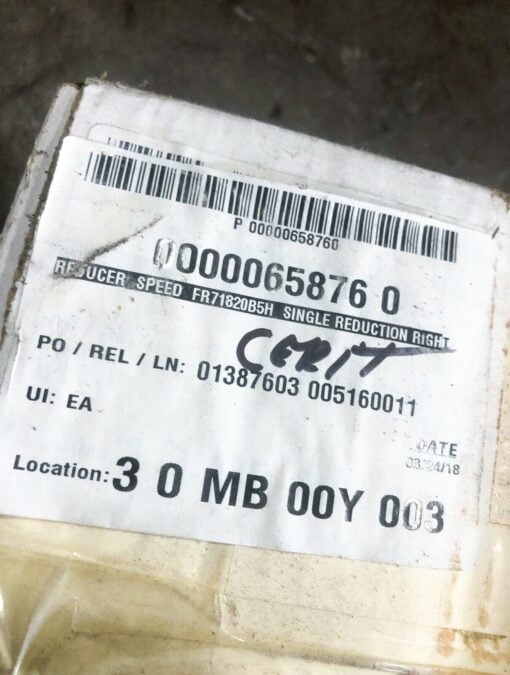 P 00000658760
0000065876 0
REDUCER SPEED FR71820B5H SINGLE REDUCTION RIGHT
PO / REL / LN: 01387603 005160011
UI: EA
DATE
Location: 3 0 MB 00Y 003